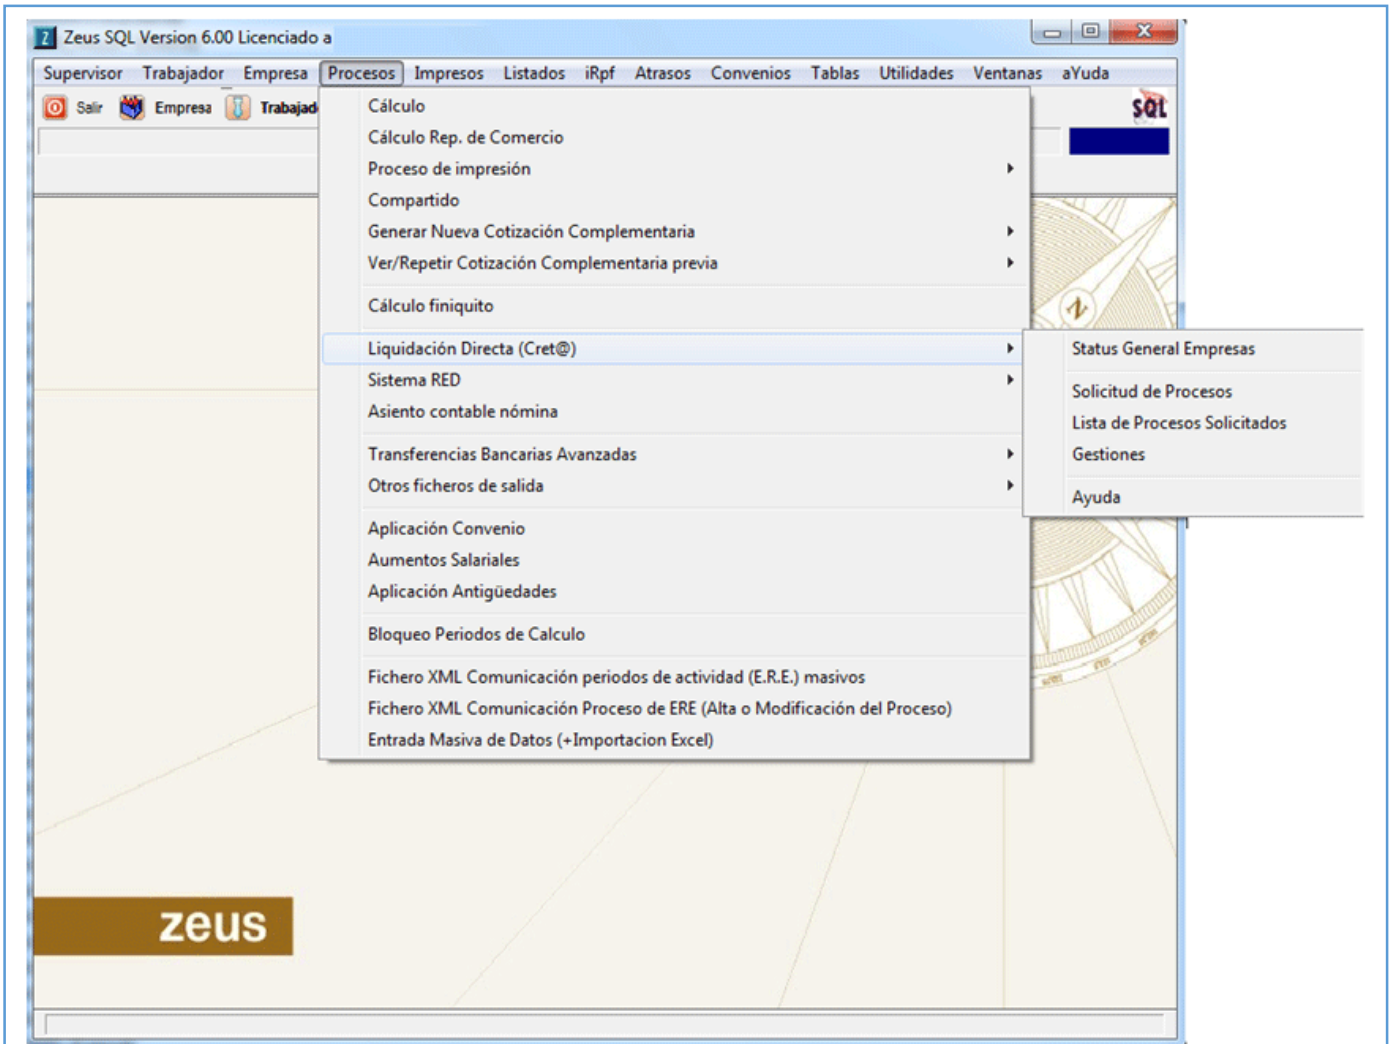 Zeus SQL Version 6.00 Licenciado a
Supervisor Trabajador Empresa Procesos Impresos Listados iRpf Atrasos Convenios Tablas Utilidades Ventanas aYuda
Salir Empresa Trabajad
SQL
Cálculo
Cálculo Rep. de Comercio
Proceso de impresión
Compartido
Generar Nueva Cotización Complementaria
Ver/Repetir Cotización Complementaria previa
Cálculo finiquito
Liquidación Directa (Cret@)
Sistema RED
Asiento contable nómina
Transferencias Bancarias Avanzadas
Otros ficheros de salida
Aplicación Convenio
Aumentos Salariales
Aplicación Antigüedades
Bloqueo Periodos de Calculo
Fichero XML Comunicación periodos de actividad (E.R.E.) masivos
Fichero XML Comunicación Proceso de ERE (Alta o Modificación del Proceso)
Entrada Masiva de Datos (+Importacion Excel)
Status General Empresas
Solicitud de Procesos
Lista de Procesos Solicitados
Gestiones
Ayuda
N
zeus